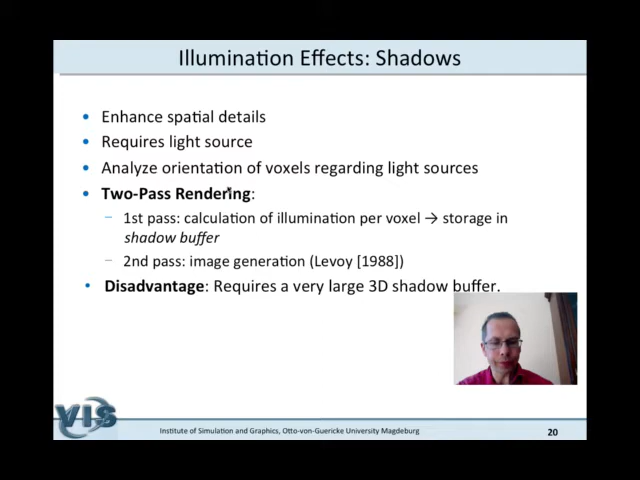 Illumination Effects: Shadows
• Enhance spatial details
• Requires light source
• Analyze orientation of voxels regarding light sources
• Two-Pass Rendering:
– 1st pass: calculation of illumination per voxel → storage in
shadow buffer
– 2nd pass: image generation (Levoy [1988])
• Disadvantage: Requires a very large 3D shadow buffer.
VIS
Institute of Simulation and Graphics, Otto-von-Guericke University Magdeburg
20